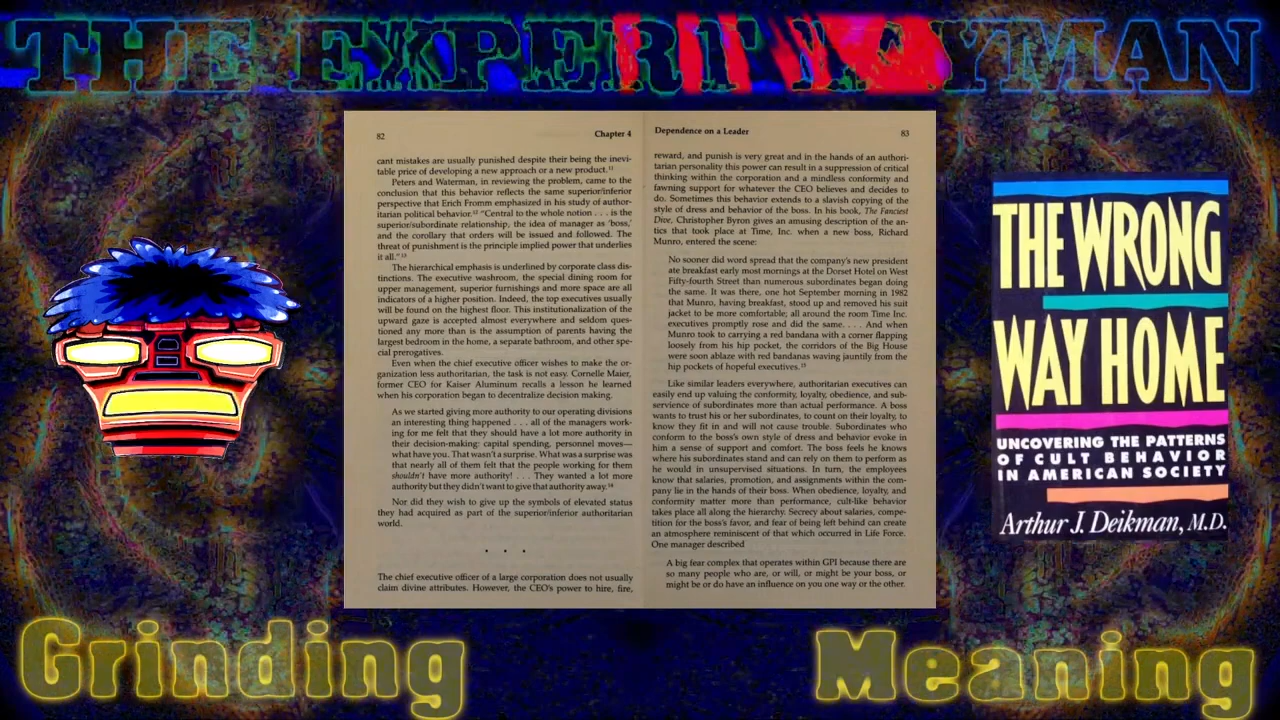 THE EXPERT LAYMAN
82 Chapter 4
cant mistakes are usually punished despite their being the inevi-
table price of developing a new approach or a new product.11
Peters and Waterman, in reviewing the problem, came to the
conclusion that this behavior reflects the same superior/inferior
perspective that Erich Fromm emphasized in his study of author-
itarian political behavior.12 "Central to the whole notion . . . is the
superior/subordinate relationship, the idea of manager as 'boss,'
and the corollary that orders will be issued and followed. The
threat of punishment is the principle implied power that underlies
it all."13
The hierarchical emphasis is underlined by corporate class dis-
tinctions. The executive washroom, the special dining room for
upper management, superior furnishings and more space are all
indicators of a higher position. Indeed, the top executives usually
will be found on the highest floor. This institutionalization of the
upward gaze is accepted almost everywhere and seldom ques-
tioned any more than is the assumption of parents having the
largest bedroom in the home, a separate bathroom, and other spe-
cial prerogatives.
Even when the chief executive officer wishes to make the or-
ganization less authoritarian, the task is not easy. Cornelle Maier,
former CEO for Kaiser Aluminum recalls a lesson he learned
when his corporation began to decentralize decision making.
As we started giving more authority to our operating divisions
an interesting thing happened . . . all of the managers work-
ing for me felt that they should have a lot more authority in
their decision-making: capital spending, personnel moves—
what have you. That wasn't a surprise. What was a surprise was
that nearly all of them felt that the people working for them
shouldn't have more authority! . . . They wanted a lot more
authority but they didn't want to give that authority away.14
Nor did they wish to give up the symbols of elevated status
they had acquired as part of the superior/inferior authoritarian
world.
. . .
The chief executive officer of a large corporation does not usually
claim divine attributes. However, the CEO's power to hire, fire,
Dependence on a Leader 83
reward, and punish is very great and in the hands of an authori-
tarian personality this power can result in a suppression of critical
thinking within the corporation and a mindless conformity and
fawning support for whatever the CEO believes and decides to
do. Sometimes this behavior extends to a slavish copying of the
style of dress and behavior of the boss. In his book, The Fanciest
Dive, Christopher Byron gives an amusing description of the an-
tics that took place at Time, Inc. when a new boss, Richard
Munro, entered the scene:
No sooner did word spread that the company's new president
ate breakfast early most mornings at the Dorset Hotel on West
Fifty-fourth Street than numerous subordinates began doing
the same. It was there, one hot September morning in 1982
that Munro, having breakfast, stood up and removed his suit
jacket to be more comfortable; all around the room Time Inc.
executives promptly rose and did the same. . . . And when
Munro took to carrying a red bandana with a corner flapping
loosely from his hip pocket, the corridors of the Big House
were soon ablaze with red bandanas waving jauntily from the
hip pockets of hopeful executives.15
Like similar leaders everywhere, authoritarian executives can
easily end up valuing the conformity, loyalty, obedience, and sub-
servience of subordinates more than actual performance. A boss
wants to trust his or her subordinates, to count on their loyalty, to
know they fit in and will not cause trouble. Subordinates who
conform to the boss's own style of dress and behavior evoke in
him a sense of support and comfort. The boss feels he knows
where his subordinates stand and can rely on them to perform as
he would in unsupervised situations. In turn, the employees
know that salaries, promotion, and assignments within the com-
pany lie in the hands of their boss. When obedience, loyalty, and
conformity matter more than performance, cult-like behavior
takes place all along the hierarchy. Secrecy about salaries, compe-
tition for the boss's favor, and fear of being left behind can create
an atmosphere reminiscent of that which occurred in Life Force.
One manager described
A big fear complex that operates within GPI because there are
so many people who are, or will, or might be your boss, or
might be or do have an influence on you one way or the other.
THE WRONG
WAY HOME
UNCOVERING THE PATTERNS
OF CULT BEHAVIOR
IN AMERICAN SOCIETY
Arthur J. Deikman, M.D.
Grinding Meaning